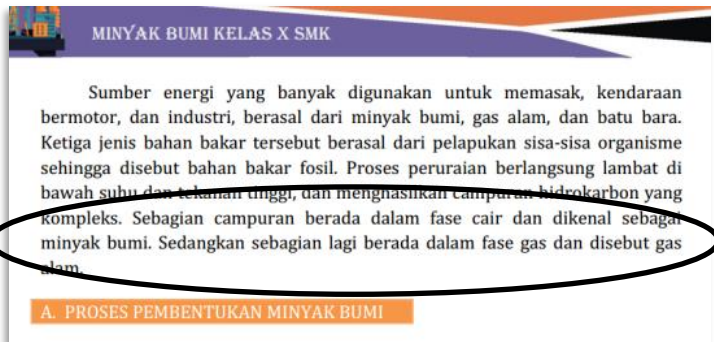 MINYAK BUMI KELAS X SMK
Sumber energi yang banyak digunakan untuk memasak, kendaraan
bermotor, dan industri, berasal dari minyak bumi, gas alam, dan batu bara.
Ketiga jenis bahan bakar tersebut berasal dari pelapukan sisa-sisa organisme
sehingga disebut bahan bakar fosil. Proses peruraian berlangsung lambat di
bawah suhu dan tekanan tinggi, dan menghasilkan campuran hidrokarbon yang
kompleks. Sebagian campuran berada dalam fase cair dan dikenal sebagai
minyak bumi. Sedangkan sebagian lagi berada dalam fase gas dan disebut gas
alam.
A. PROSES PEMBENTUKAN MINYAK BUMI